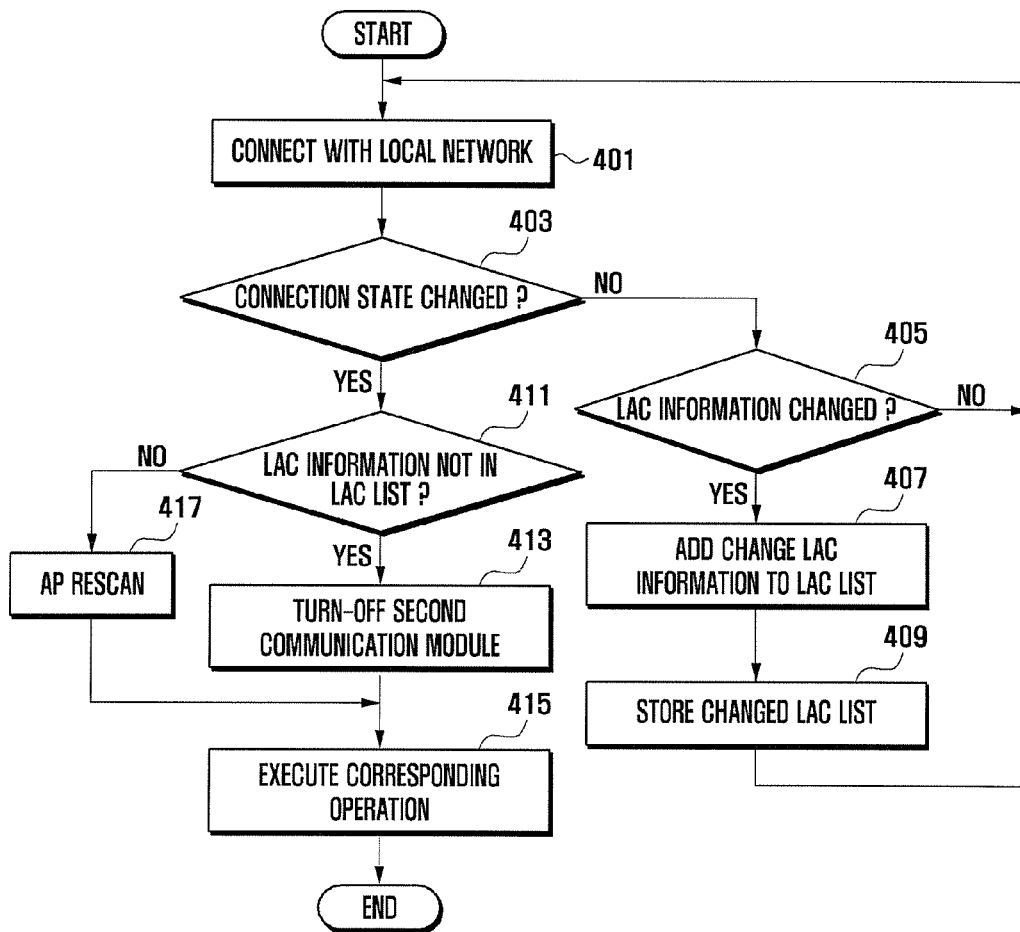 START
CONNECT WITH LOCAL NETWORK
401
403
CONNECTION STATE CHANGED ?
NO
405
LAC INFORMATION CHANGED ?
NO
YES
YES
411
LAC INFORMATION NOT IN
LAC LIST ?
NO
417
AP RESCAN
YES
413
TURN-OFF SECOND
COMMUNICATION MODULE
407
ADD CHANGE LAC
INFORMATION TO LAC LIST
409
STORE CHANGED LAC LIST
415
EXECUTE CORRESPONDING
OPERATION
END